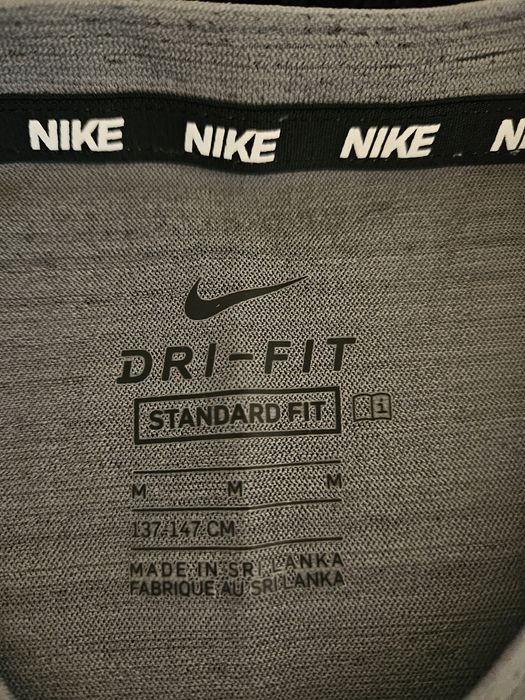 NIKE NIKE NIKE N
DRI-FIT
STANDARD FIT
M M M
137-147 CM
MADE IN SRI LANKA
FABRIQUE AU SRI LANKA